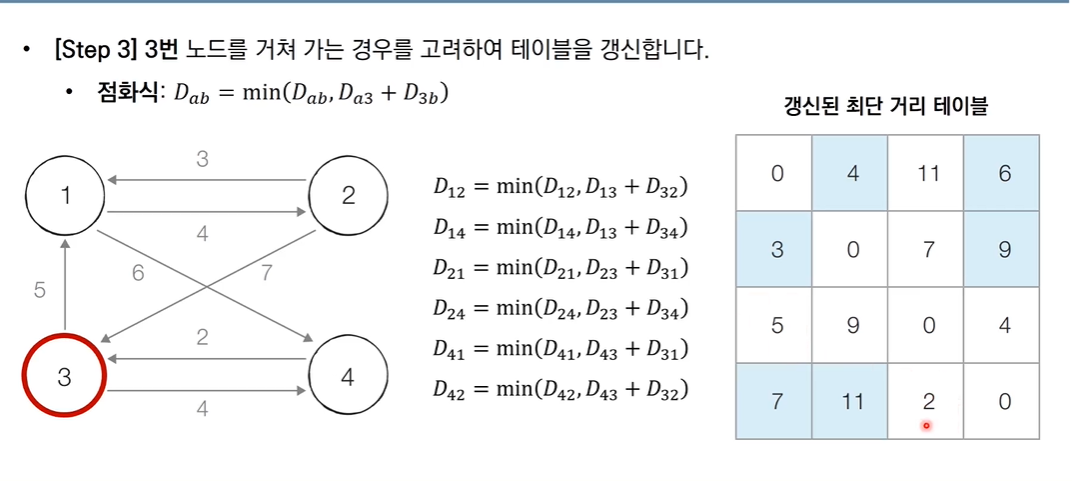 • [Step 3] 3번 노드를 거쳐 가는 경우를 고려하여 테이블을 갱신합니다.
• 점화식: D_{ab} = min(D_{ab}, D_{a3} + D_{3b})
갱신된 최단 거리 테이블
3
1
2
4
5
6
7
2
3
4
4
D_{12} = min(D_{12}, D_{13} + D_{32})
D_{14} = min(D_{14}, D_{13} + D_{34})
D_{21} = min(D_{21}, D_{23} + D_{31})
D_{24} = min(D_{24}, D_{23} + D_{34})
D_{41} = min(D_{41}, D_{43} + D_{31})
D_{42} = min(D_{42}, D_{43} + D_{32})
0 4 11 6
3 0 7 9
5 9 0 4
7 11 2 0